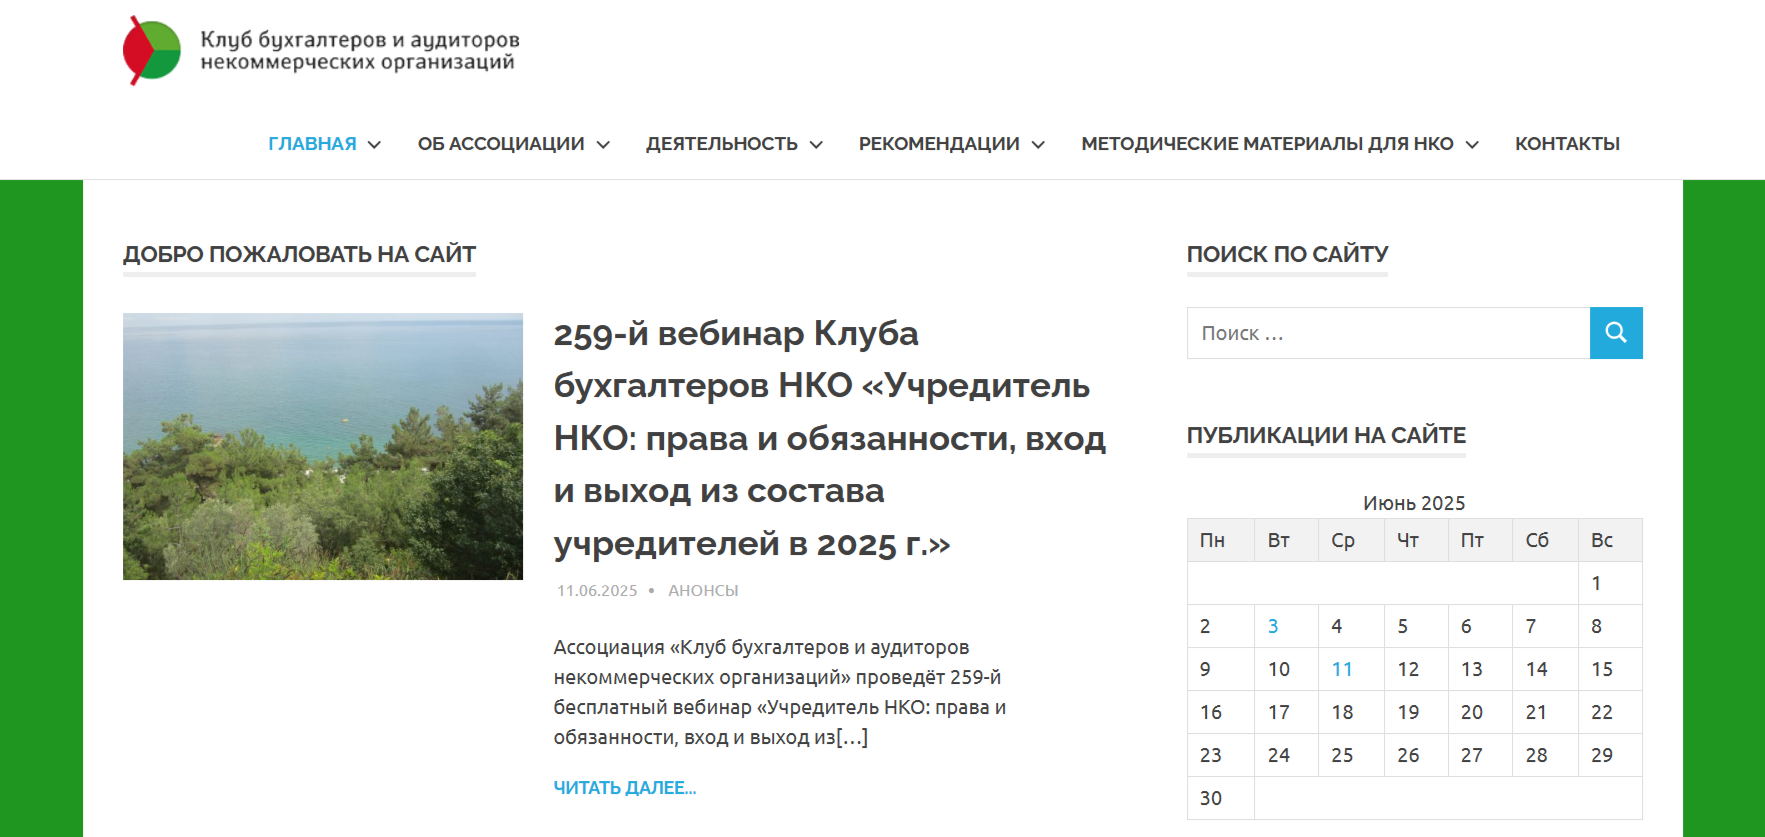 Клуб бухгалтеров и аудиторов
некоммерческих организаций
ГЛАВНАЯ ОБ АССОЦИАЦИИ ДЕЯТЕЛЬНОСТЬ РЕКОМЕНДАЦИИ МЕТОДИЧЕСКИЕ МАТЕРИАЛЫ ДЛЯ НКО КОНТАКТЫ
ДОБРО ПОЖАЛОВАТЬ НА САЙТ
259-й вебинар Клуба
бухгалтеров НКО «Учредитель
НКО: права и обязанности, вход
и выход из состава
учредителей в 2025 г.»
11.06.2025 • АНОНСЫ
Ассоциация «Клуб бухгалтеров и аудиторов
некоммерческих организаций» проведёт 259-й
бесплатный вебинар «Учредитель НКО: права и
обязанности, вход и выход из[…]
ЧИТАТЬ ДАЛЕЕ...
ПОИСК ПО САЙТУ
Поиск …
ПУБЛИКАЦИИ НА САЙТЕ
Июнь 2025
Пн Вт Ср Чт Пт Сб Вс
1
2 3 4 5 6 7 8
9 10 11 12 13 14 15
16 17 18 19 20 21 22
23 24 25 26 27 28 29
30